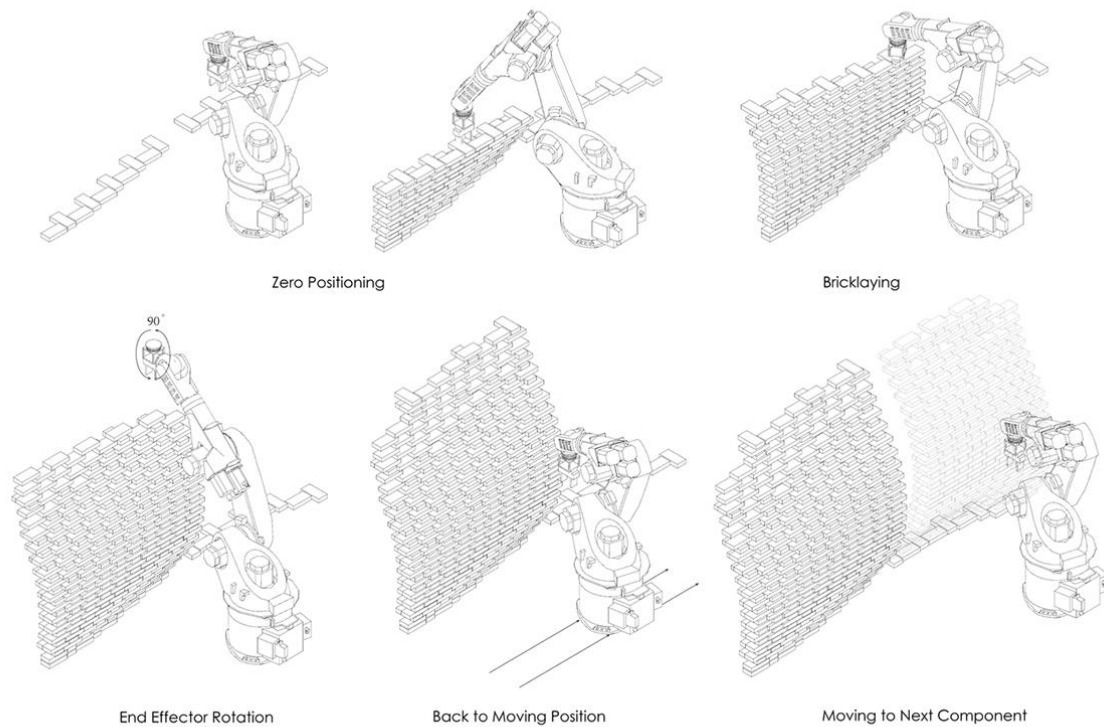 Zero Positioning
Bricklaying
90°
End Effector Rotation
Back to Moving Position
Moving to Next Component